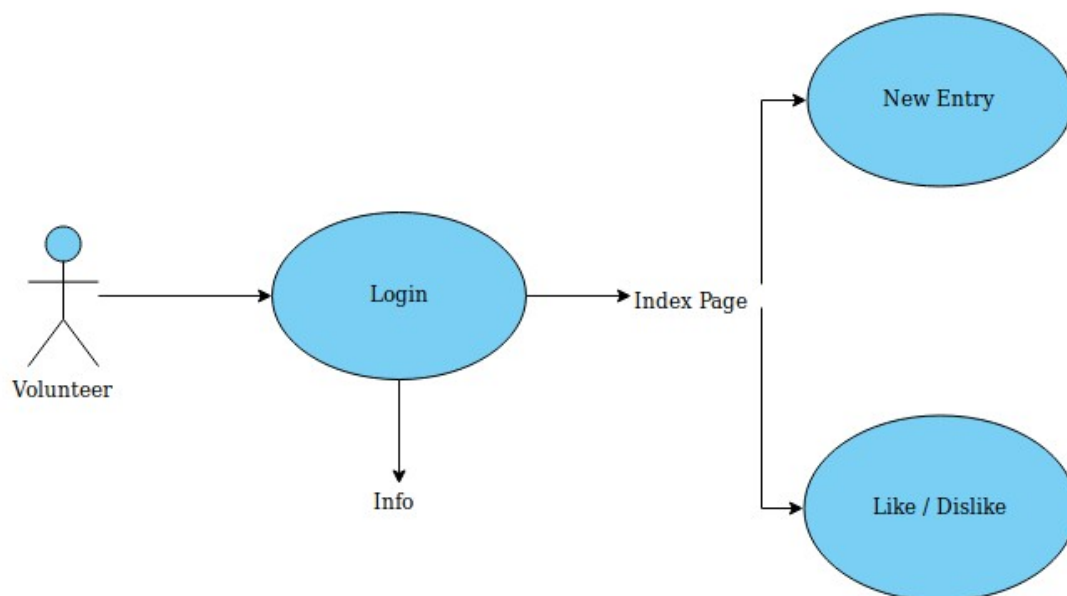 New Entry
Login
Index Page
Volunteer
Info
Like / Dislike